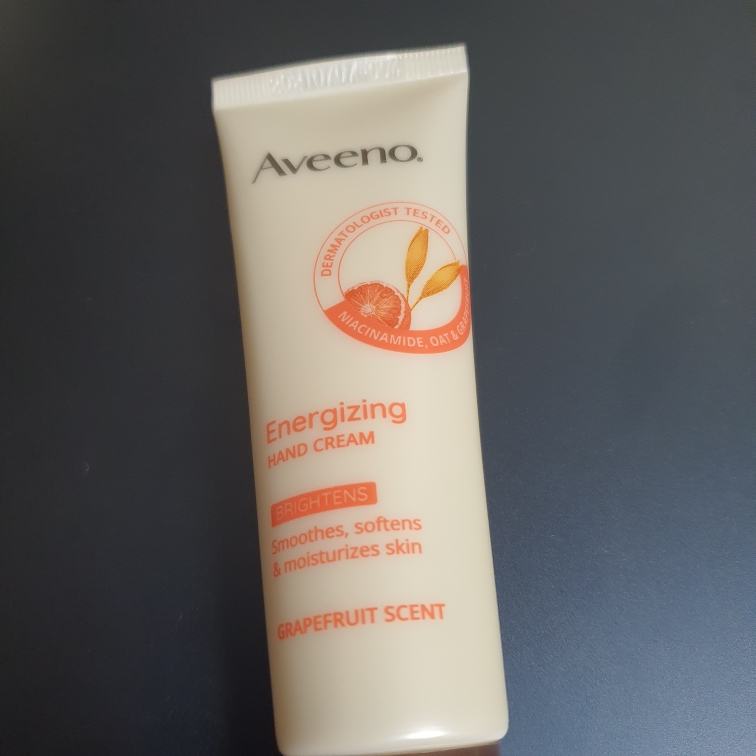 Aveeno.
DERMATOLOGIST TESTED
NIACINAMIDE, OAT &
Energizing
HAND CREAM
BRIGHTENS
Smoothes, softens
& moisturizes skin
GRAPEFRUIT SCENT